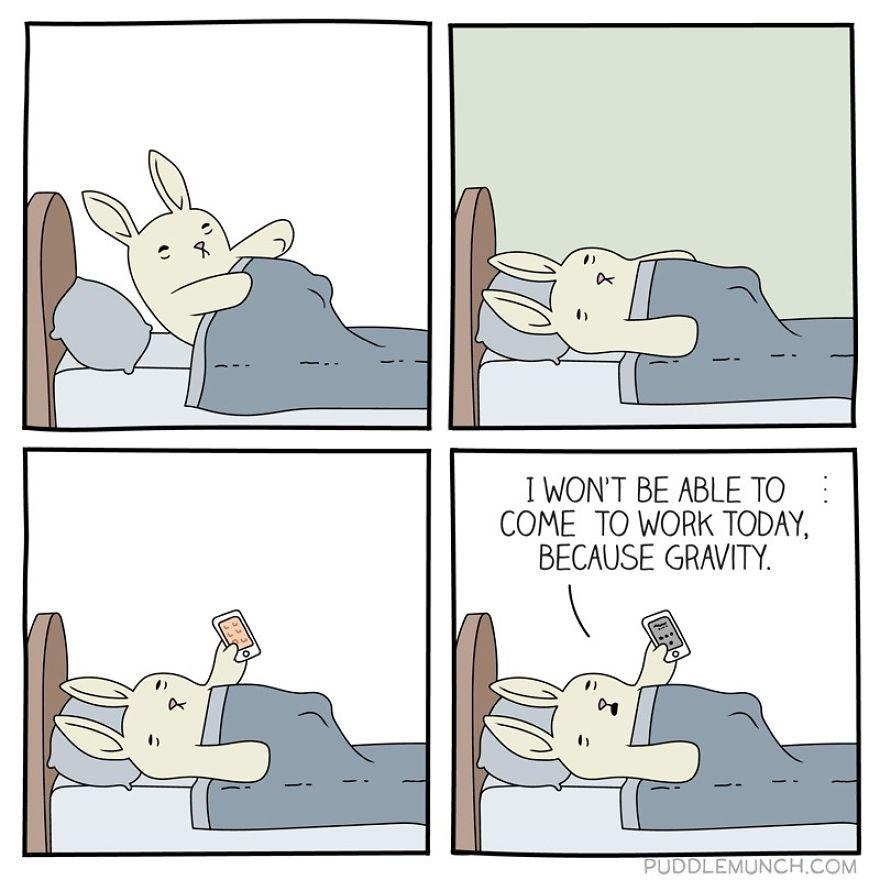 I WON'T BE ABLE TO
COME TO WORK TODAY,
BECAUSE GRAVITY.
PUDDLEMUNCH.COM